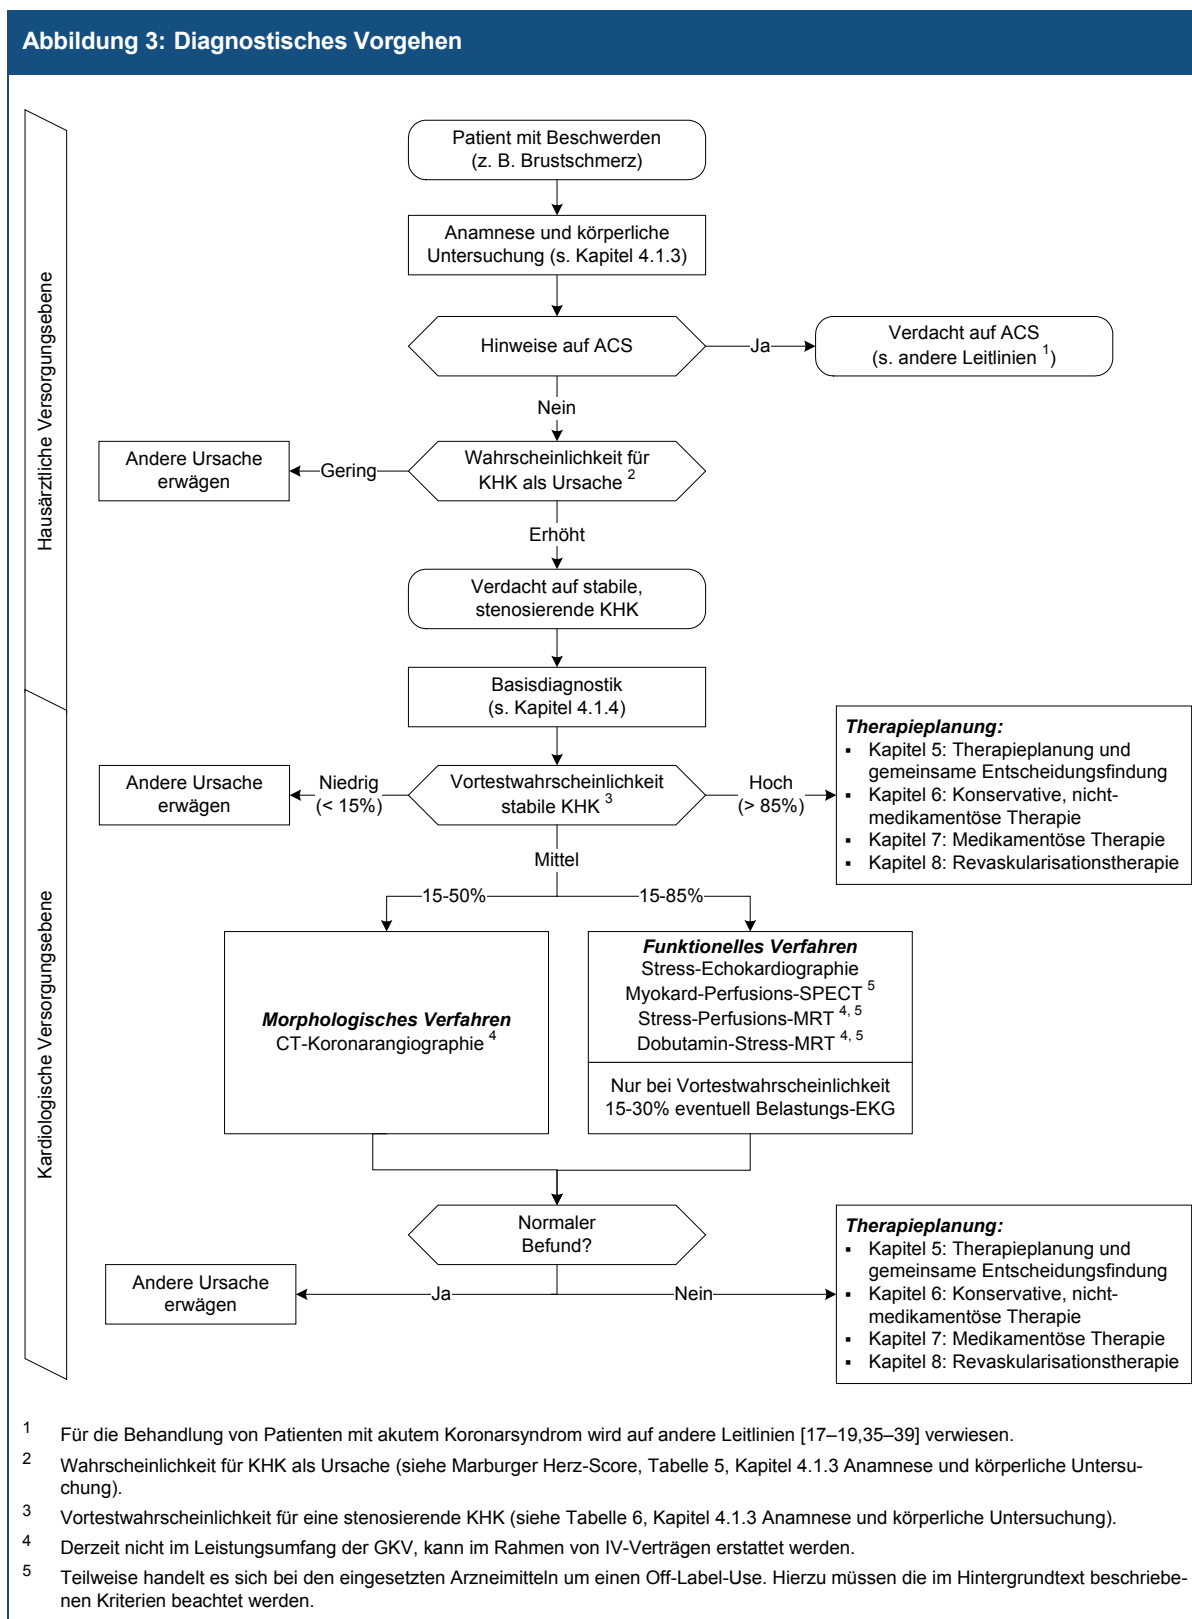 Abbildung 3: Diagnostisches Vorgehen
Hausärztliche Versorgungsebene
Patient mit Beschwerden
(z. B. Brustschmerz)
Anamnese und körperliche
Untersuchung (s. Kapitel 4.1.3)
Hinweise auf ACS
Ja
Verdacht auf ACS
(s. andere Leitlinien 1)
Nein
Andere Ursache
erwägen
Gering
Wahrscheinlichkeit für
KHK als Ursache 2
Erhöht
Verdacht auf stabile,
stenosierende KHK
Basisdiagnostik
(s. Kapitel 4.1.4)
Kardiologische Versorgungsebene
Andere Ursache
erwägen
Niedrig
(< 15%)
Vortestwahrscheinlichkeit
stabile KHK 3
Hoch
(> 85%)
Therapieplanung:
▪ Kapitel 5: Therapieplanung und
gemeinsame Entscheidungsfindung
▪ Kapitel 6: Konservative, nicht-
medikamentöse Therapie
▪ Kapitel 7: Medikamentöse Therapie
▪ Kapitel 8: Revaskularisationstherapie
Mittel
15-50%
15-85%
Morphologisches Verfahren
CT-Koronarangiographie 4
Funktionelles Verfahren
Stress-Echokardiographie
Myokard-Perfusions-SPECT 5
Stress-Perfusions-MRT 4, 5
Dobutamin-Stress-MRT 4, 5
Nur bei Vortestwahrscheinlichkeit
15-30% eventuell Belastungs-EKG
Normaler
Befund?
Andere Ursache
erwägen
Ja
Nein
Therapieplanung:
▪ Kapitel 5: Therapieplanung und
gemeinsame Entscheidungsfindung
▪ Kapitel 6: Konservative, nicht-
medikamentöse Therapie
▪ Kapitel 7: Medikamentöse Therapie
▪ Kapitel 8: Revaskularisationstherapie
1 Für die Behandlung von Patienten mit akutem Koronarsyndrom wird auf andere Leitlinien [17–19,35–39] verwiesen.
2 Wahrscheinlichkeit für KHK als Ursache (siehe Marburger Herz-Score, Tabelle 5, Kapitel 4.1.3 Anamnese und körperliche Untersu-
chung).
3 Vortestwahrscheinlichkeit für eine stenosierende KHK (siehe Tabelle 6, Kapitel 4.1.3 Anamnese und körperliche Untersuchung).
4 Derzeit nicht im Leistungsumfang der GKV, kann im Rahmen von IV-Verträgen erstattet werden.
5 Teilweise handelt es sich bei den eingesetzten Arzneimitteln um einen Off-Label-Use. Hierzu müssen die im Hintergrundtext beschriebe-
nen Kriterien beachtet werden.